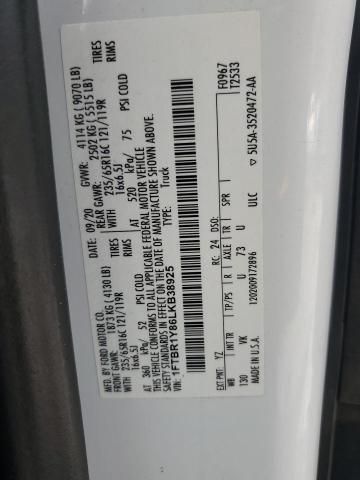 MFD. BY FORD MOTOR CO.
DATE: 09/20 GVWR: 4114 KG ( 9070 LB)
FRONT GAWR: 1873 KG ( 4130 LB) REAR GAWR: 2502 KG ( 5515 LB)
235/65R16C 121/119R WITH 235/65R16C 121/119R TIRES
16x6.5J WITH 16x6.5J RIMS
AT 360 kPa/ 52 PSI COLD AT 520 kPa/ 75 PSI COLD
THIS VEHICLE CONFORMS TO ALL APPLICABLE FEDERAL MOTOR VEHICLE
SAFETY STANDARDS IN EFFECT ON THE DATE OF MANUFACTURE SHOWN ABOVE.
VIN: 1FTBR1Y86LKB38925
TYPE: Truck
F0967
T2533
EXT PNT: YZ RC: 24 DSO:
WB INT TR TP/PS R AXLE TR SPR
130 VK U 73 U
MADE IN U.S.A. 120200917 2896 ULC
5U5A-3520472-AA